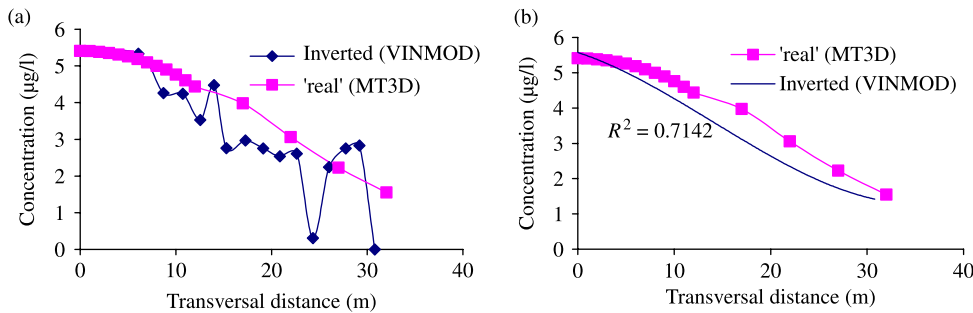 (a)
6
5
4
3
2
1
0
0
10
20
30
40
Concentration (µg/l)
Transversal distance (m)
Inverted (VINMOD)
'real' (MT3D)
(b)
6
5
4
3
2
1
0
0
10
20
30
40
Concentration (µg/l)
Transversal distance (m)
'real' (MT3D)
Inverted (VINMOD)
R² = 0.7142